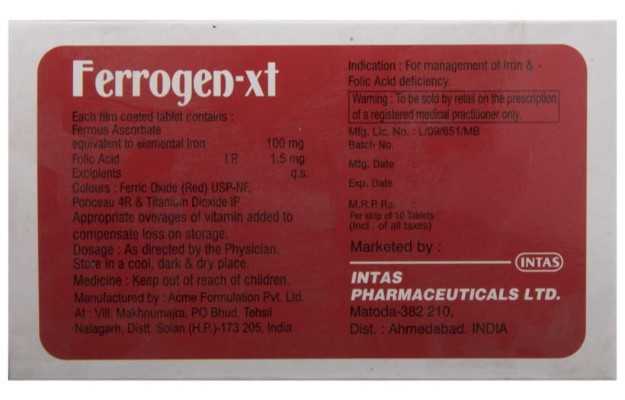 Ferrogen-xt
Each film coated tablet contains :
Ferrous Ascorbate
equivalent to elemental Iron 100 mg
Folic Acid I.P. 1.5 mg
Excipients q.s.
Colours : Ferric Oxide (Red) USP-NF,
Ponceau 4R & Titanium Dioxide IP
Appropriate overages of vitamin added to
compensate loss on storage.
Dosage : As directed by the Physician.
Store in a cool, dark & dry place.
Medicine : Keep out of reach of children.
Manufactured by : Acme Formulation Pvt. Ltd.
At : Vill. Makhnumajra, PO Bhud, Tehsil
Nalagarh, Distt. Solan (H.P.)-173 205, India
Indication : For management of Iron &
Folic Acid deficiency.
Warning : To be sold by retail on the prescription
of a registered medical practitioner only.
Mfg. Lic. No. : L/09/651/MB
Batch No.
Mfg. Date
Exp. Date
M.R.P. Rs. :
Per strip of 10 Tablets
(Incl. of all taxes)
Marketed by :
INTAS
INTAS
PHARMACEUTICALS LTD.
Matoda-382 210,
Dist. : Ahmedabad. INDIA